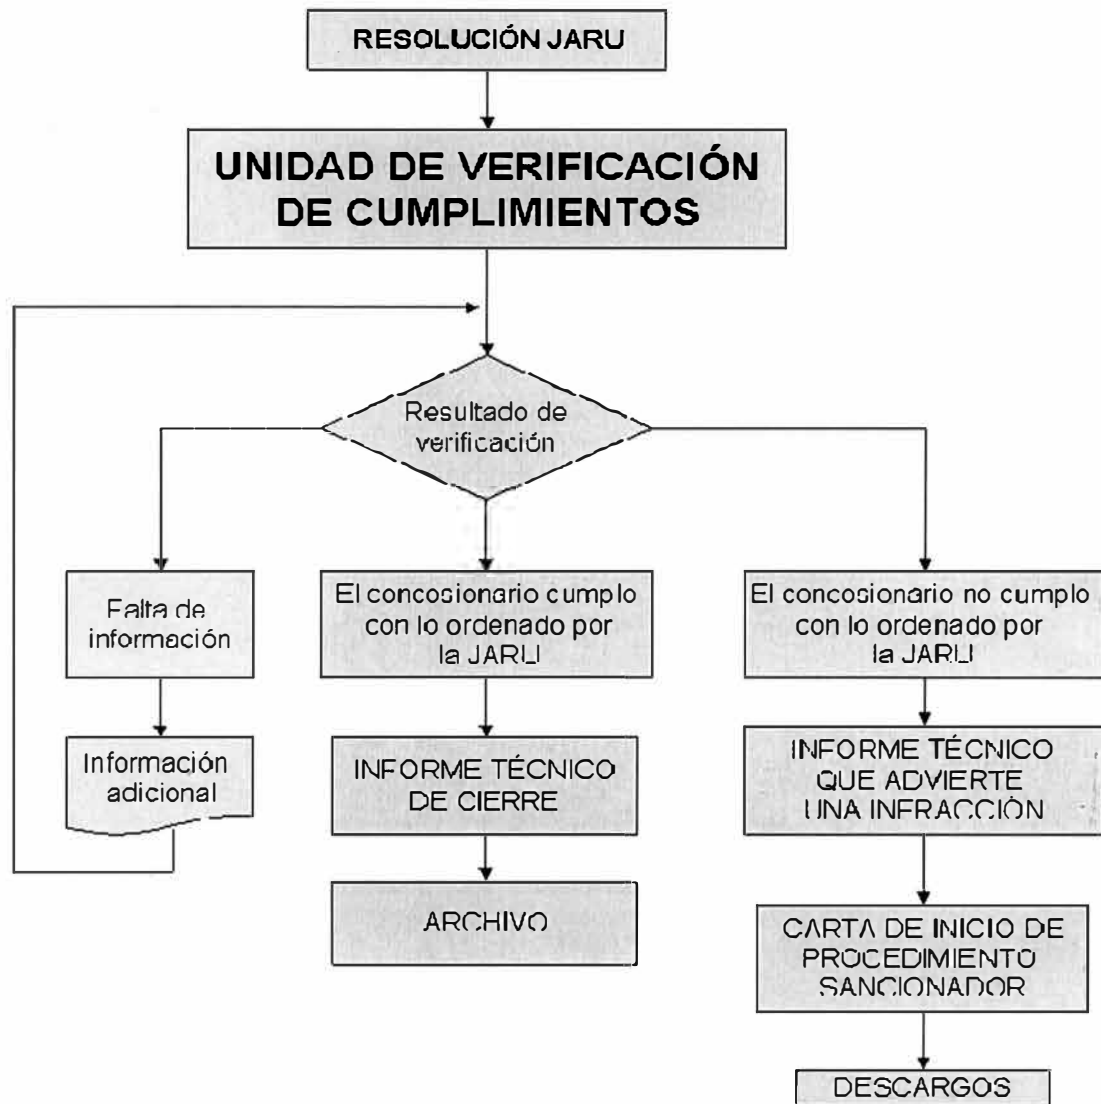 RESOLUCIÓN JARU
UNIDAD DE VERIFICACIÓN
DE CUMPLIMIENTOS
Resultado de
verificación
Falta de
información
Información
adicional
El concosionario cumplo
con lo ordenado por
la JARU
INFORME TÉCNICO
DE CIERRE
ARCHIVO
El concosionario no cumplo
con lo ordenado por
la JARU
INFORME TÉCNICO
QUE ADVIERTE
UNA INFRACCIÓN
CARTA DE INICIO DE
PROCEDIMIENTO
SANCIONADOR
DESCARGOS